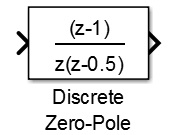 (z-1)
z(z-0.5)
Discrete
Zero-Pole